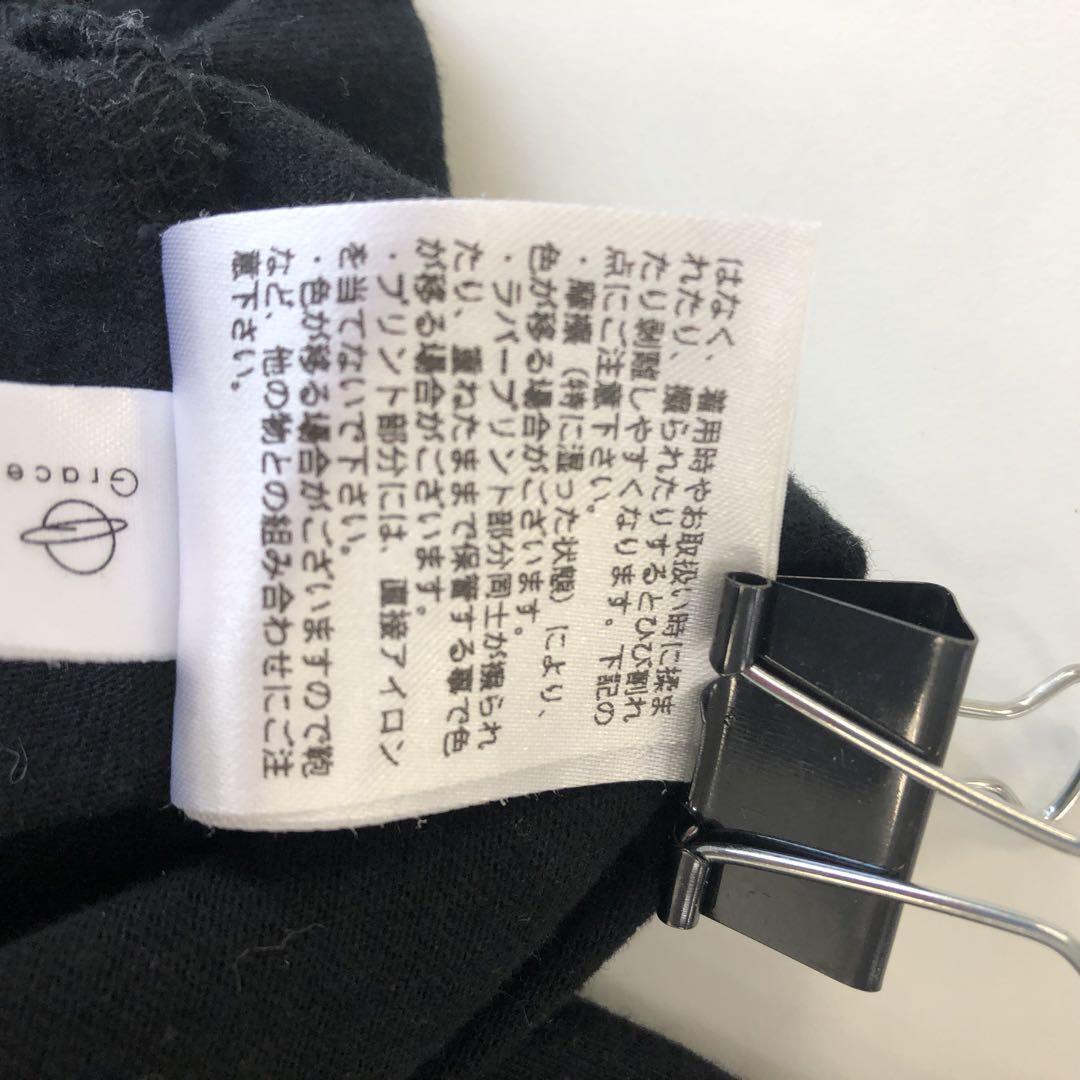 はなく、着用時やお取扱い時に揉ま
れたり、擦られたりするとひび割れ
たり剥離しやすくなります。下記の
点にご注意下さい。
・摩擦（特に湿った状態）により、
色が移る場合がございます。
・ラバープリント部分同士が擦られ
たり、重ねたままで保管する事で色
が移る場合がございます。
・プリント部分には、直接アイロン
を当てないで下さい。
・色が移る場合がございますので鞄
など、他の物との組み合わせにご注
意下さい。
Grace